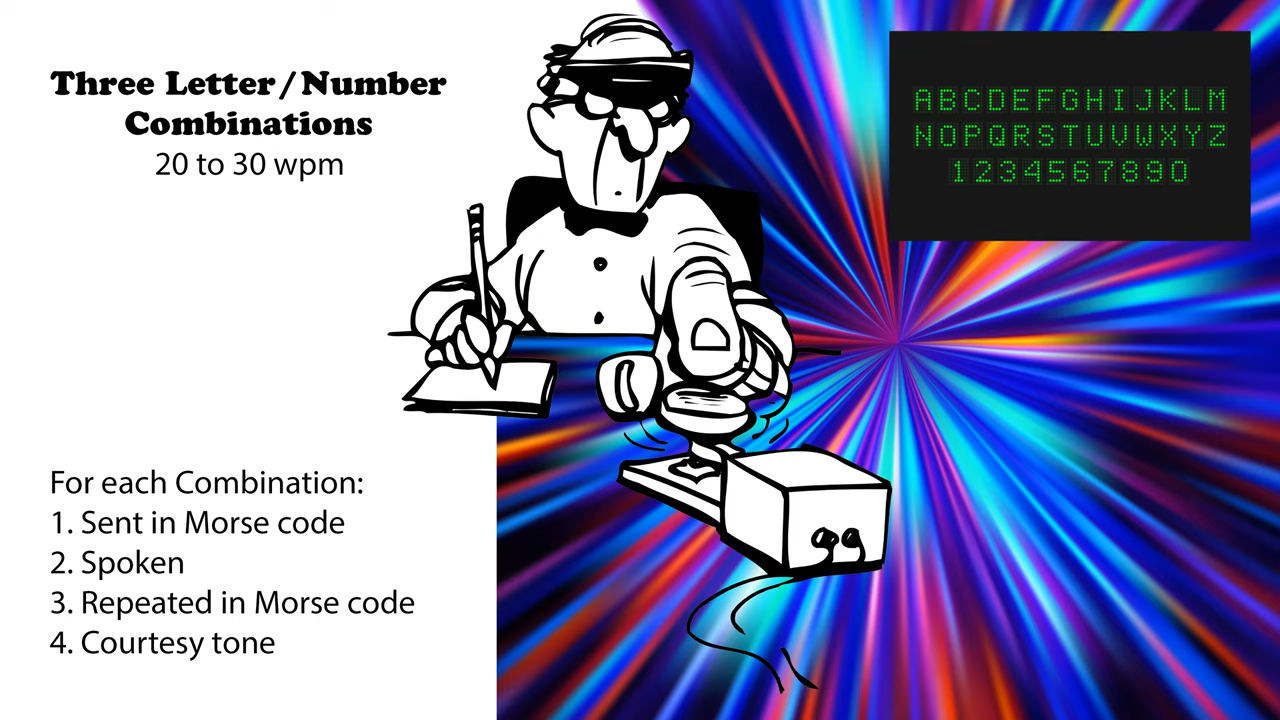 Three Letter/Number
Combinations
20 to 30 wpm
ABCDEFGHIJKLM
NOPQRSTUVWXYZ
1234567890
For each Combination:
1. Sent in Morse code
2. Spoken
3. Repeated in Morse code
4. Courtesy tone